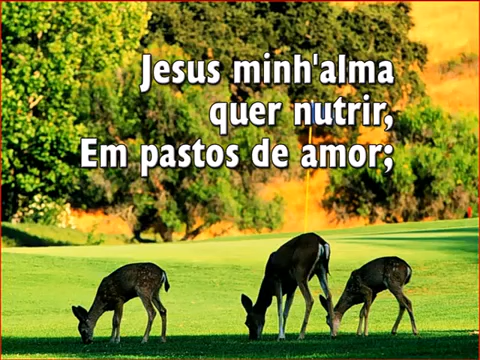 Jesus minh'alma
quer nutrir,
Em pastos de amor;